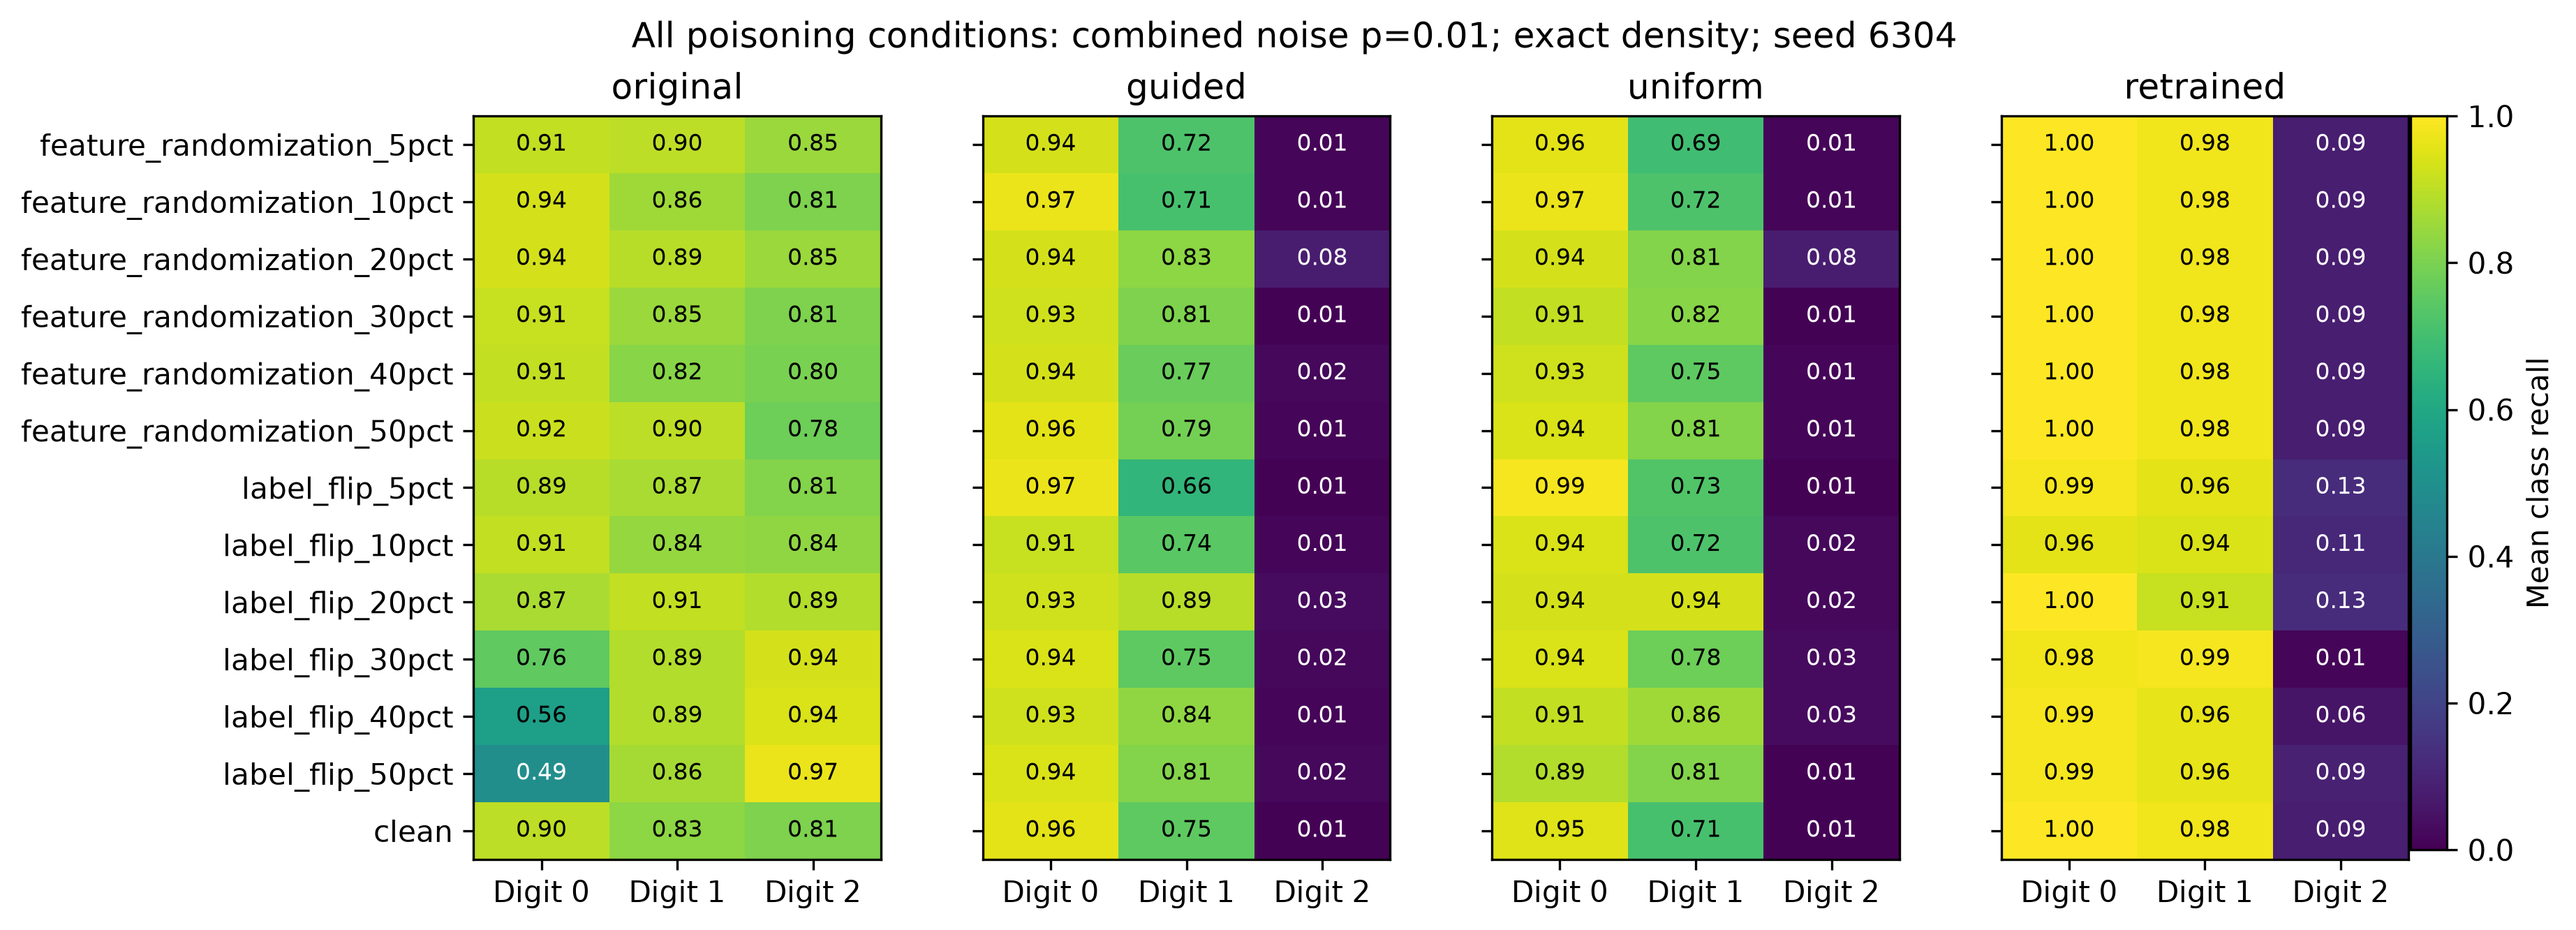 All poisoning conditions: combined noise p=0.01; exact density; seed 6304
original guided uniform retrained
feature_randomization_5pct 0.91 0.90 0.85 0.94 0.72 0.01 0.96 0.69 0.01 1.00 0.98 0.09
feature_randomization_10pct 0.94 0.86 0.81 0.97 0.71 0.01 0.97 0.72 0.01 1.00 0.98 0.09
feature_randomization_20pct 0.94 0.89 0.85 0.94 0.83 0.08 0.94 0.81 0.08 1.00 0.98 0.09
feature_randomization_30pct 0.91 0.85 0.81 0.93 0.81 0.01 0.91 0.82 0.01 1.00 0.98 0.09
feature_randomization_40pct 0.91 0.82 0.80 0.94 0.77 0.02 0.93 0.75 0.01 1.00 0.98 0.09
feature_randomization_50pct 0.92 0.90 0.78 0.96 0.79 0.01 0.94 0.81 0.01 1.00 0.98 0.09
label_flip_5pct 0.89 0.87 0.81 0.97 0.66 0.01 0.99 0.73 0.01 0.99 0.96 0.13
label_flip_10pct 0.91 0.84 0.84 0.91 0.74 0.01 0.94 0.72 0.02 0.96 0.94 0.11
label_flip_20pct 0.87 0.91 0.89 0.93 0.89 0.03 0.94 0.94 0.02 1.00 0.91 0.13
label_flip_30pct 0.76 0.89 0.94 0.94 0.75 0.02 0.94 0.78 0.03 0.98 0.99 0.01
label_flip_40pct 0.56 0.89 0.94 0.93 0.84 0.01 0.91 0.86 0.03 0.99 0.96 0.06
label_flip_50pct 0.49 0.86 0.97 0.94 0.81 0.02 0.89 0.81 0.01 0.99 0.96 0.09
clean 0.90 0.83 0.81 0.96 0.75 0.01 0.95 0.71 0.01 1.00 0.98 0.09
Digit 0 Digit 1 Digit 2 Digit 0 Digit 1 Digit 2 Digit 0 Digit 1 Digit 2 Digit 0 Digit 1 Digit 2
1.0
0.8
0.6
0.4
0.2
0.0
Mean class recall